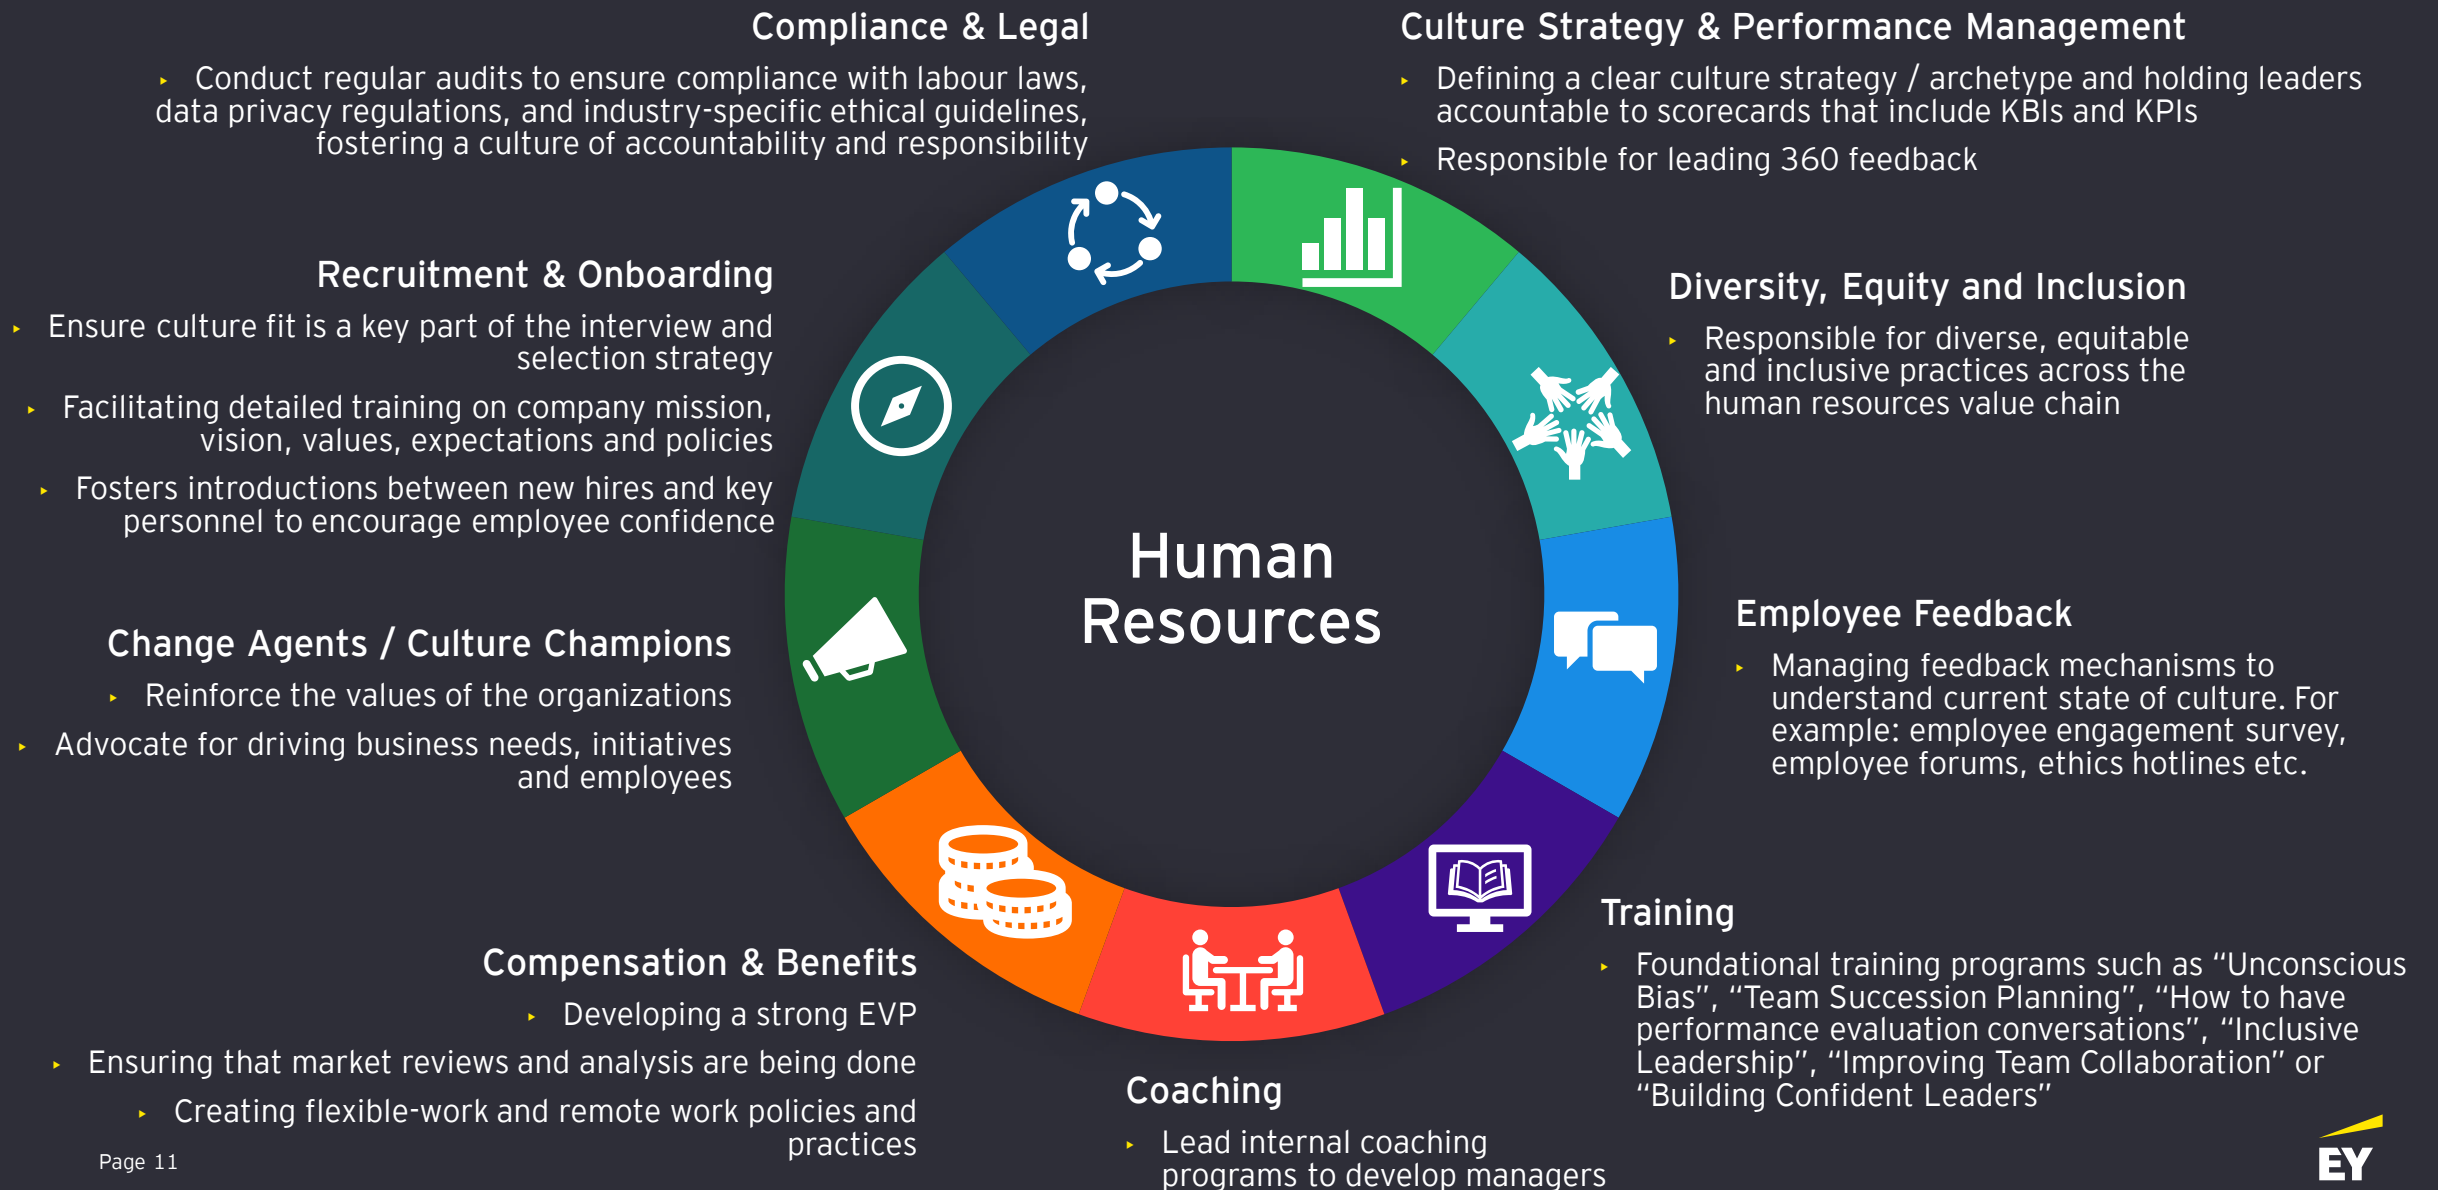 Compliance & Legal
▸ Conduct regular audits to ensure compliance with labour laws,
data privacy regulations, and industry-specific ethical guidelines,
fostering a culture of accountability and responsibility
Culture Strategy & Performance Management
▸ Defining a clear culture strategy / archetype and holding leaders
accountable to scorecards that include KBIs and KPIs
▸ Responsible for leading 360 feedback
Recruitment & Onboarding
▸ Ensure culture fit is a key part of the interview and
selection strategy
▸ Facilitating detailed training on company mission,
vision, values, expectations and policies
▸ Fosters introductions between new hires and key
personnel to encourage employee confidence
Diversity, Equity and Inclusion
▸ Responsible for diverse, equitable
and inclusive practices across the
human resources value chain
Human
Resources
Change Agents / Culture Champions
▸ Reinforce the values of the organizations
▸ Advocate for driving business needs, initiatives
and employees
Employee Feedback
▸ Managing feedback mechanisms to
understand current state of culture. For
example: employee engagement survey,
employee forums, ethics hotlines etc.
Compensation & Benefits
▸ Developing a strong EVP
▸ Ensuring that market reviews and analysis are being done
▸ Creating flexible-work and remote work policies and
practices
Training
▸ Foundational training programs such as “Unconscious
Bias”, “Team Succession Planning”, “How to have
performance evaluation conversations”, “Inclusive
Leadership”, “Improving Team Collaboration” or
“Building Confident Leaders”
Coaching
▸ Lead internal coaching
programs to develop managers
Page 11
EY